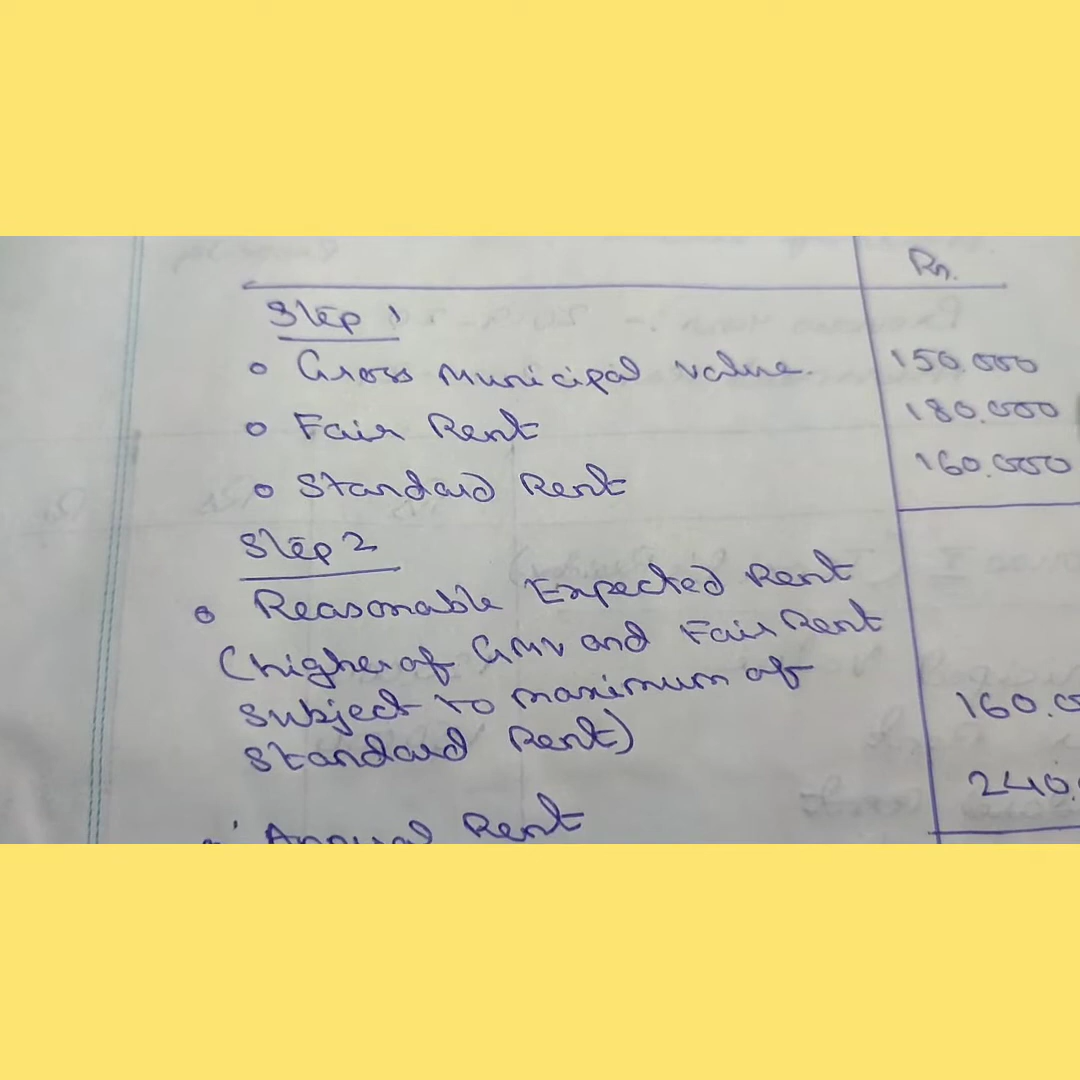 Rs.
Step 1
• Gross Municipal Value. 150.000
• Fair Rent 180.000
• Standard Rent 160.000
Step 2
• Reasonable Expected Rent
(higher of GMV and Fair Rent
subject to maximum of
Standard Rent) 160.0
Annual Rent 240.